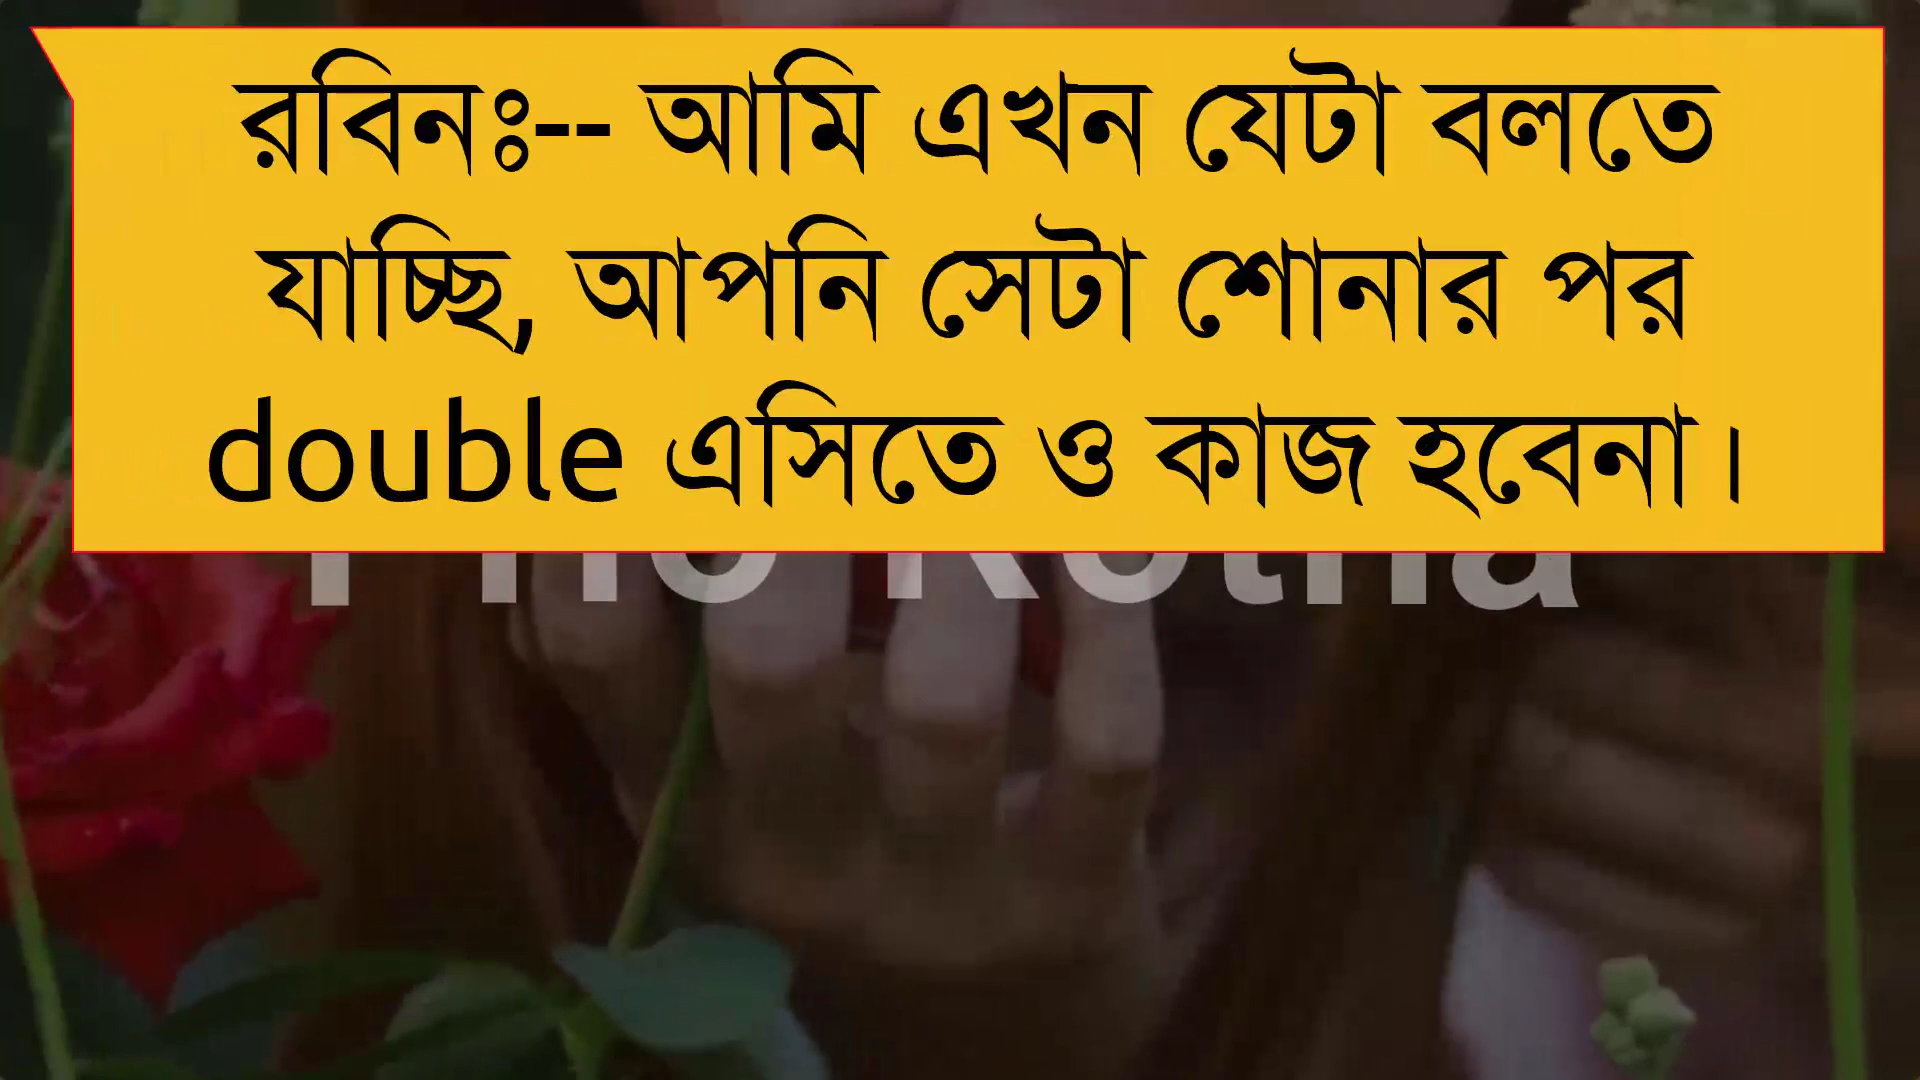 রবিনঃ-- আমি এখন যেটা বলতে
যাচ্ছি, আপনি সেটা শোনার পর
double এসিতে ও কাজ হবেনা।